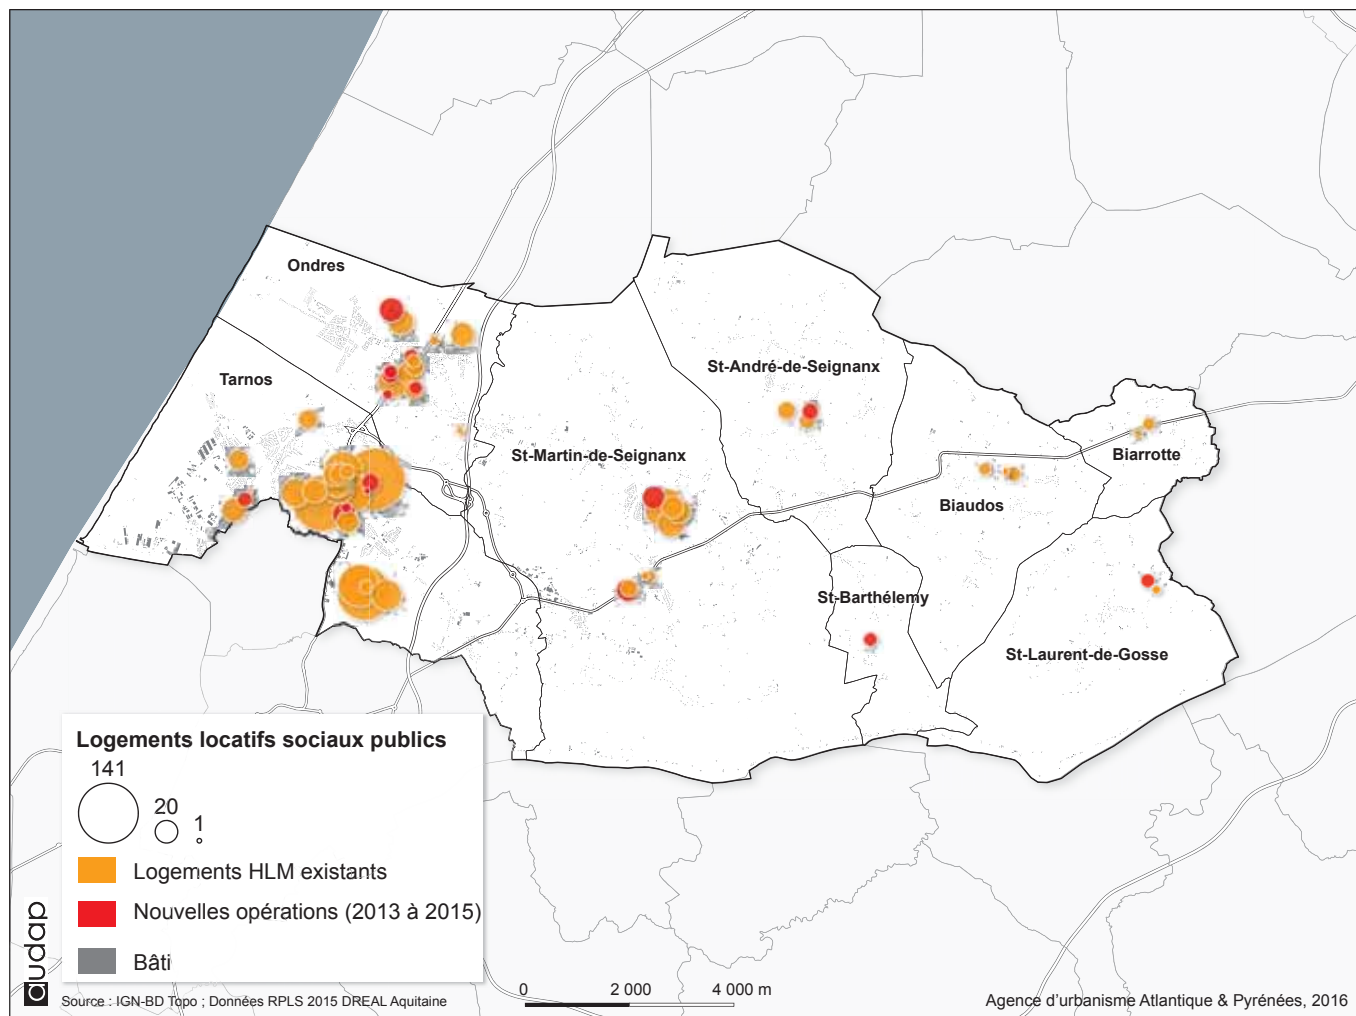 Ondres
Tarnos
St-André-de-Seignanx
St-Martin-de-Seignanx
Biarrotte
Biaudos
St-Barthélemy
St-Laurent-de-Gosse
Logements locatifs sociaux publics
141
20
1
Logements HLM existants
Nouvelles opérations (2013 à 2015)
Bâti
audap
Source : IGN-BD Topo ; Données RPLS 2015 DREAL Aquitaine
0 2 000 4 000 m
Agence d'urbanisme Atlantique & Pyrénées, 2016